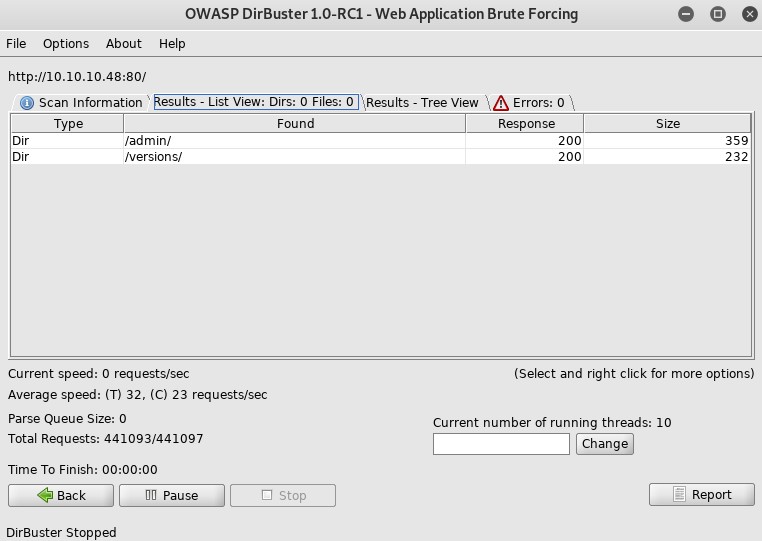 OWASP DirBuster 1.0-RC1 - Web Application Brute Forcing
File Options About Help
http://10.10.10.48:80/
Scan Information Results - List View: Dirs: 0 Files: 0 Results - Tree View Errors: 0
Type Found Response Size
Dir /admin/ 200 359
Dir /versions/ 200 232
Current speed: 0 requests/sec (Select and right click for more options)
Average speed: (T) 32, (C) 23 requests/sec
Parse Queue Size: 0
Current number of running threads: 10
Total Requests: 441093/441097
Change
Time To Finish: 00:00:00
Back Pause Stop Report
DirBuster Stopped